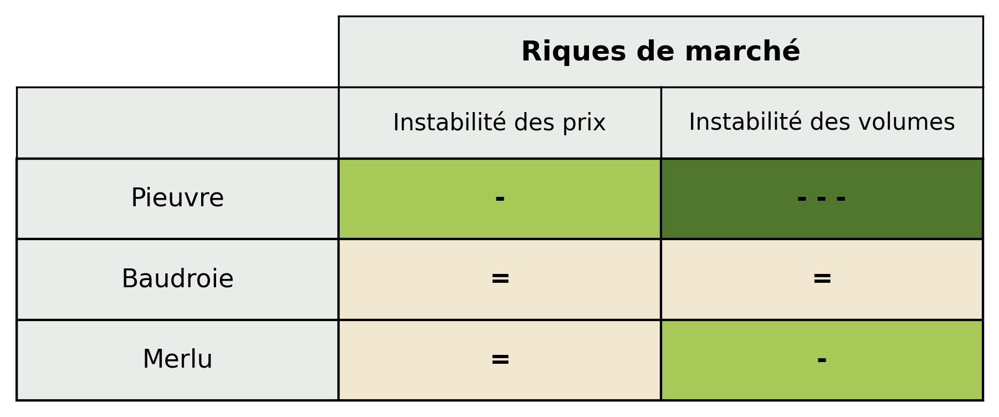 Riques de marché
Instabilité des prix Instabilité des volumes
Pieuvre - - - -
Baudroie = =
Merlu = -